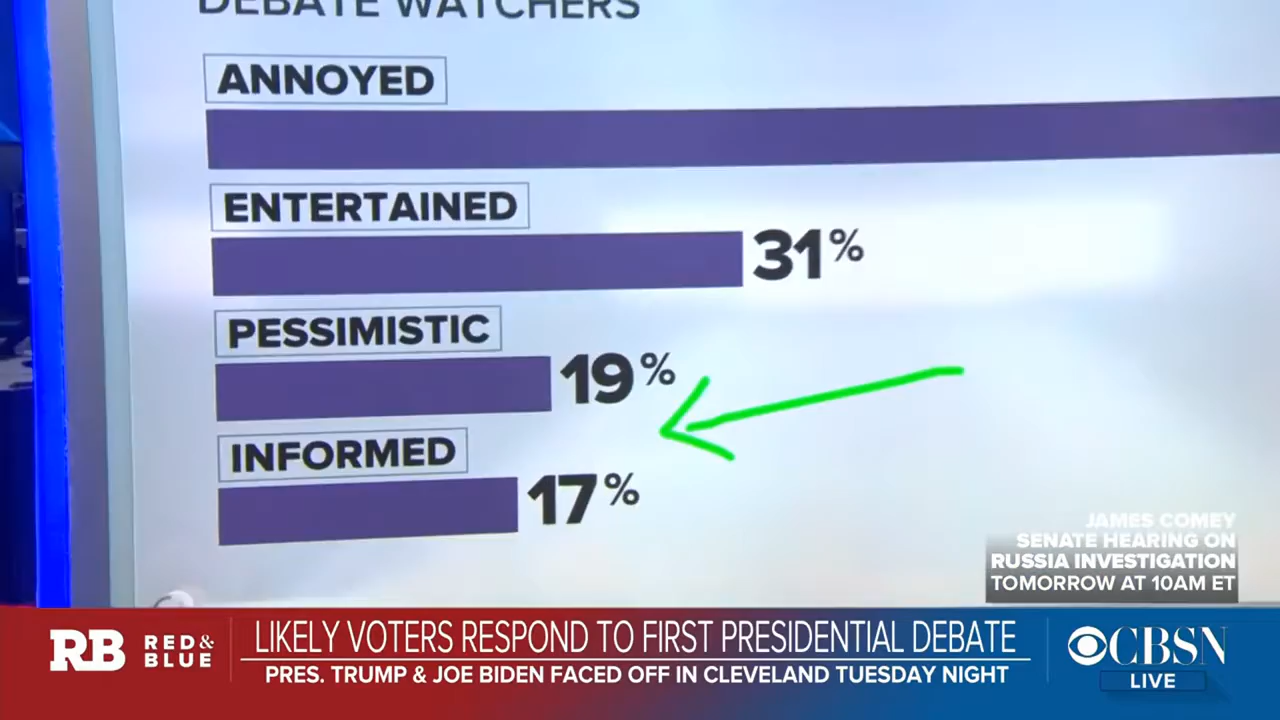 DEBATE WATCHERS
ANNOYED
ENTERTAINED
31%
PESSIMISTIC
19%
INFORMED
17%
JAMES COMEY
SENATE HEARING ON
RUSSIA INVESTIGATION
TOMORROW AT 10AM ET
RB RED &
BLUE
LIKELY VOTERS RESPOND TO FIRST PRESIDENTIAL DEBATE
PRES. TRUMP & JOE BIDEN FACED OFF IN CLEVELAND TUESDAY NIGHT
CBSN
LIVE